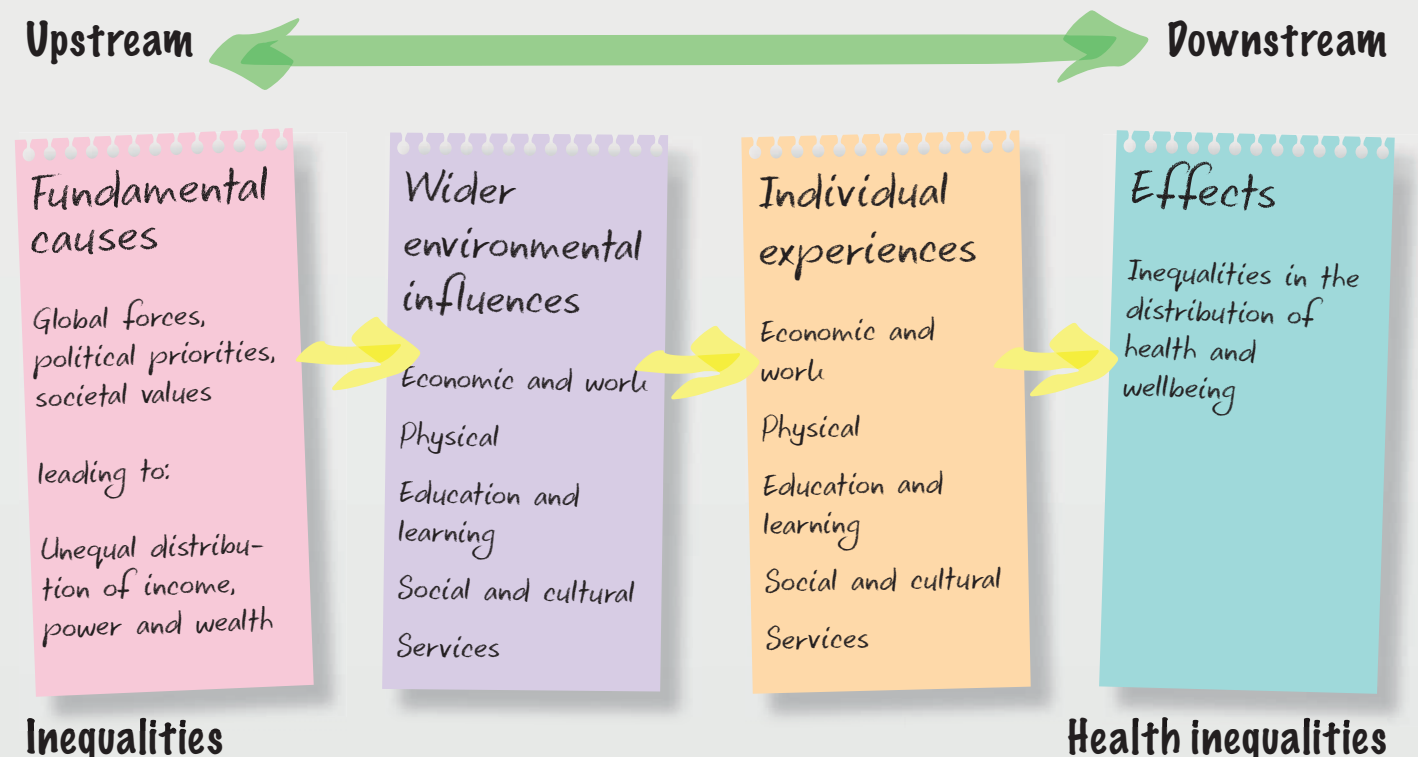 Upstream
Downstream
Fundamental
causes
Global forces,
political priorities,
societal values
leading to:
Unequal distribu-
tion of income,
power and wealth
Wider
environmental
influences
Economic and work
Physical
Education and
learning
Social and cultural
Services
Individual
experiences
Economic and
work
Physical
Education and
learning
Social and cultural
Services
Effects
Inequalities in the
distribution of
health and
wellbeing
Inequalities
Health inequalities